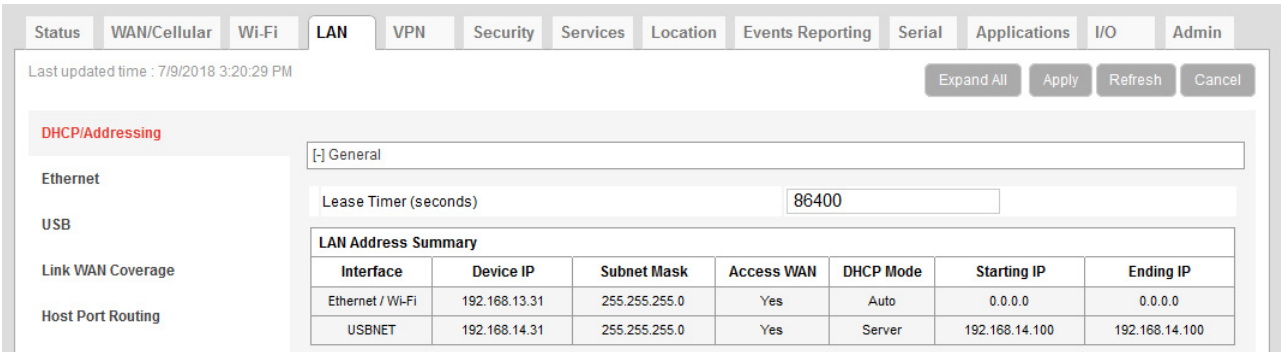 Status WAN/Cellular Wi-Fi LAN VPN Security Services Location Events Reporting Serial Applications I/O Admin
Last updated time : 7/9/2018 3:20:29 PM
Expand All Apply Refresh Cancel
DHCP/Addressing
[-] General
Ethernet
Lease Timer (seconds) 86400
USB
LAN Address Summary
Link WAN Coverage
Interface Device IP Subnet Mask Access WAN DHCP Mode Starting IP Ending IP
Ethernet / Wi-Fi 192.168.13.31 255.255.255.0 Yes Auto 0.0.0.0 0.0.0.0
Host Port Routing
USBNET 192.168.14.31 255.255.255.0 Yes Server 192.168.14.100 192.168.14.100